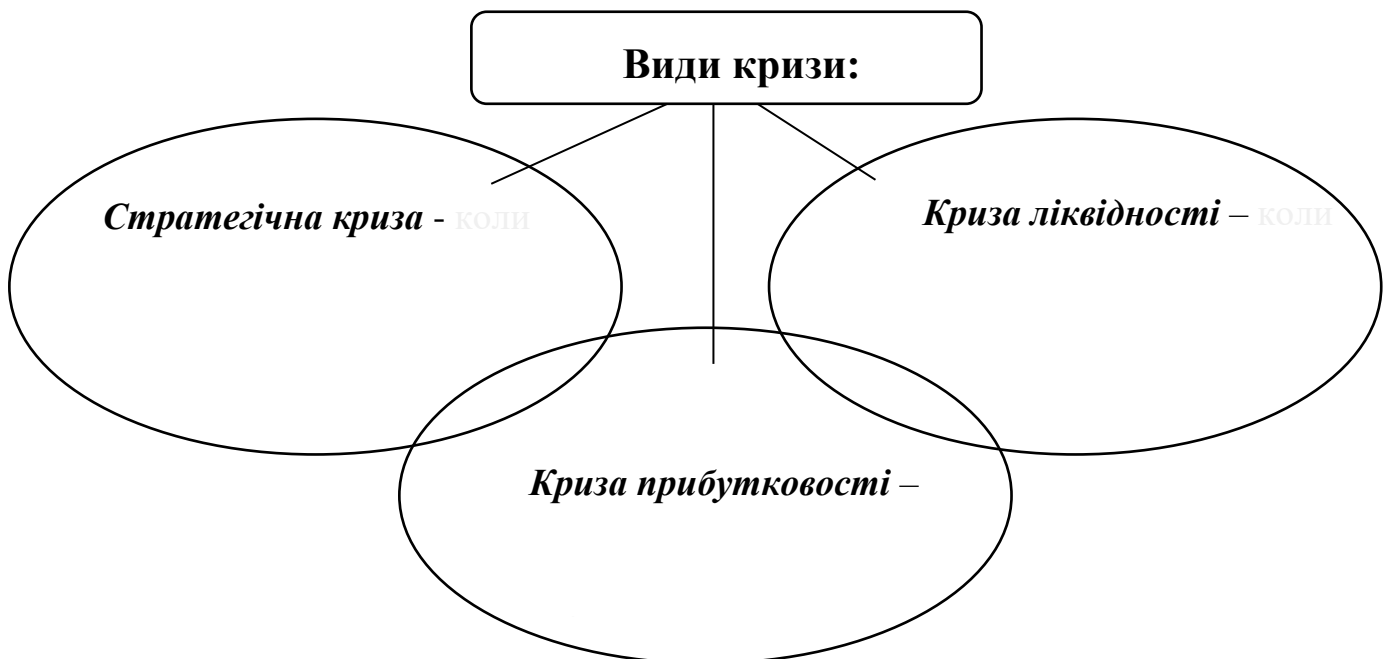 Види кризи:
Стратегічна криза - коли
Криза ліквідності – коли
Криза прибутковості –